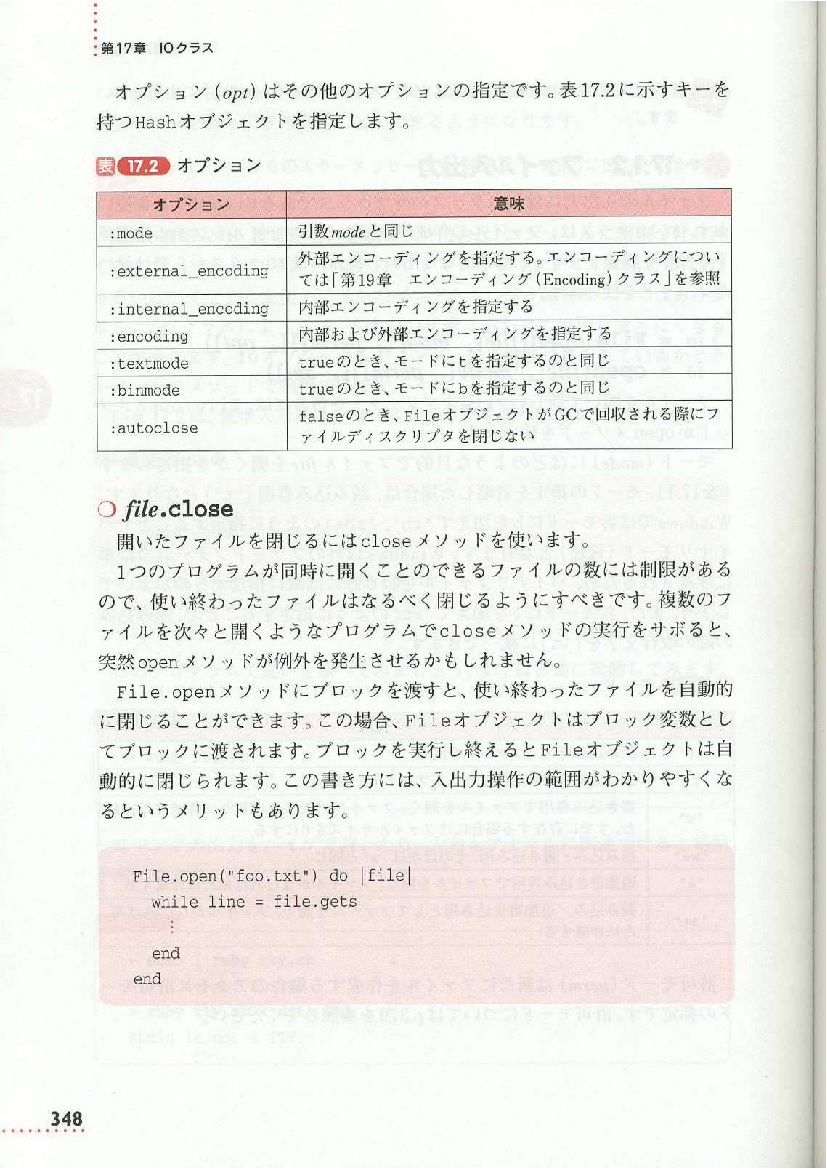 第17章 IOクラス
オプション(opt)はその他のオプションの指定です。表17.2に示すキーを
持つHashオブジェクトを指定します。
表17.2 オプション
オプション 意味
:mode 引数modeと同じ
:external_encoding 外部エンコーディングを指定する。エンコーディングについ
ては「第19章 エンコーディング(Encoding)クラス」を参照
:internal_encoding 内部エンコーディングを指定する
:encoding 内部および外部エンコーディングを指定する
:textmode trueのとき、モードにtを指定するのと同じ
:binmode trueのとき、モードにbを指定するのと同じ
:autoclose falseのとき、FileオブジェクトがGCで回収される際にフ
ァイルディスクリプタを閉じない
file.close
開いたファイルを閉じるにはcloseメソッドを使います。
1つのプログラムが同時に開くことのできるファイルの数には制限がある
ので、使い終わったファイルはなるべく閉じるようにすべきです。複数のフ
ァイルを次々と開くようなプログラムでcloseメソッドの実行をサボると、
突然openメソッドが例外を発生させるかもしれません。
File.openメソッドにブロックを渡すと、使い終わったファイルを自動的
に閉じることができます。この場合、Fileオブジェクトはブロック変数とし
てブロックに渡されます。ブロックを実行し終えるとFileオブジェクトは自
動的に閉じられます。この書き方には、入出力操作の範囲がわかりやすくな
るというメリットもあります。
File.open("foo.txt") do |file|
while line = file.gets
⋮
end
end
348